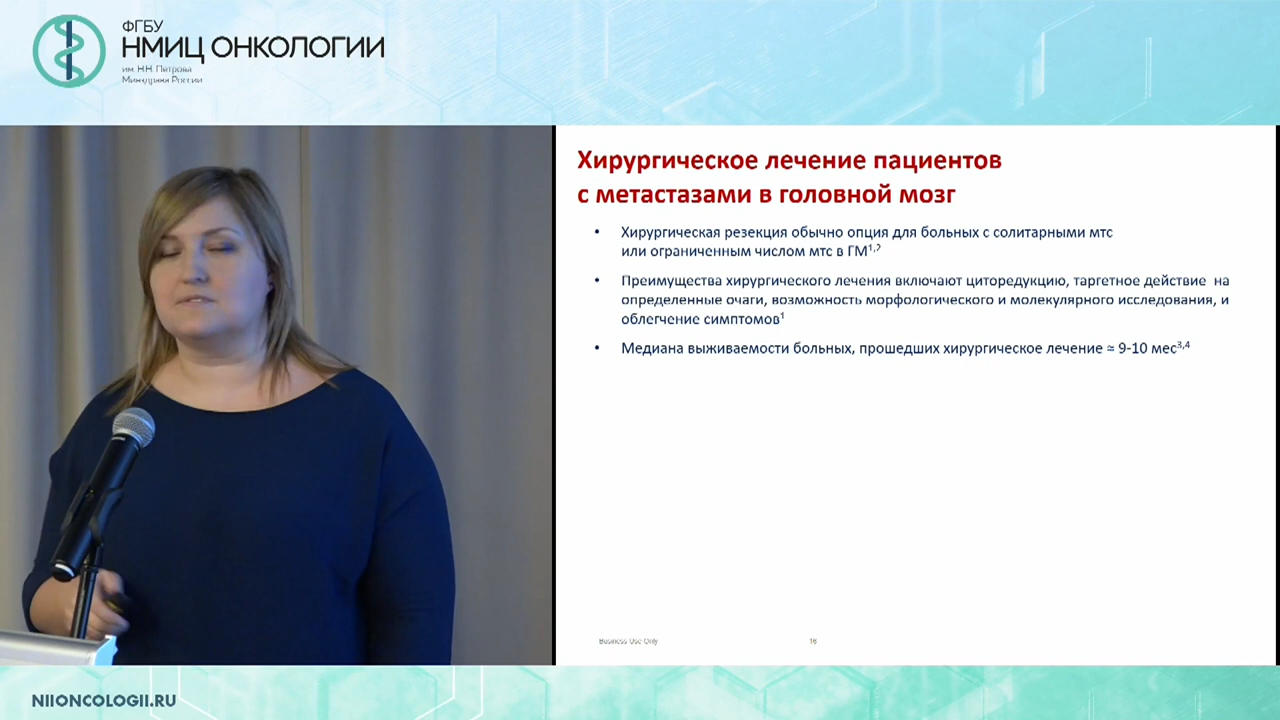 ФГБУ
НМИЦ ОНКОЛОГИИ
им. Н.Н. Петрова
Минздрава России
Хирургическое лечение пациентов
с метастазами в головной мозг
• Хирургическая резекция обычно опция для больных с солитарными мтс
или ограниченным числом мтс в ГМ¹,²
• Преимущества хирургического лечения включают циторедукцию, таргетное действие на
определенные очаги, возможность морфологического и молекулярного исследования, и
облегчение симптомов¹
• Медиана выживаемости больных, прошедших хирургическое лечение ≈ 9-10 мес³,⁴
Business Use Only
16
NIIONCOLOGII.RU